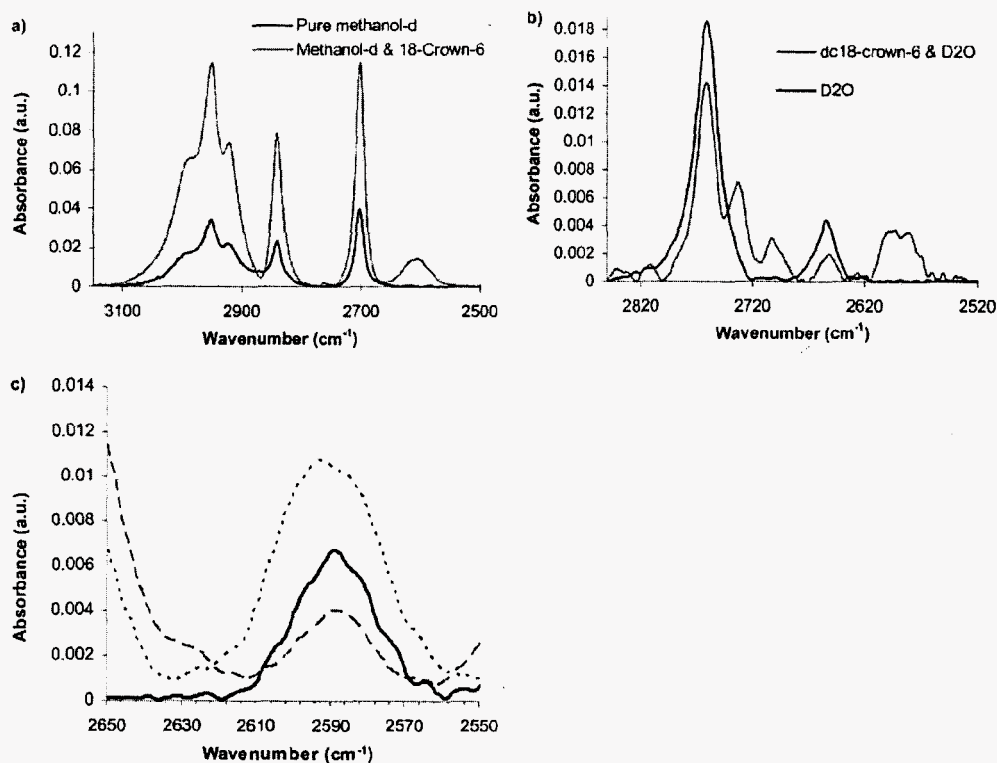 a)
Pure methanol-d
Methanol-d & 18-Crown-6
Absorbance (a.u.)
0.12
0.1
0.08
0.06
0.04
0.02
0
3100 2900 2700 2500
Wavenumber (cm-1)
b)
dc18-crown-6 & D2O
D2O
Absorbance (a.u.)
0.018
0.016
0.014
0.012
0.01
0.008
0.006
0.004
0.002
0
2820 2720 2620 2520
Wavenumber (cm-1)
c)
Absorbance (a.u.)
0.014
0.012
0.01
0.008
0.006
0.004
0.002
0
2650 2630 2610 2590 2570 2550
Wavenumber (cm-1)